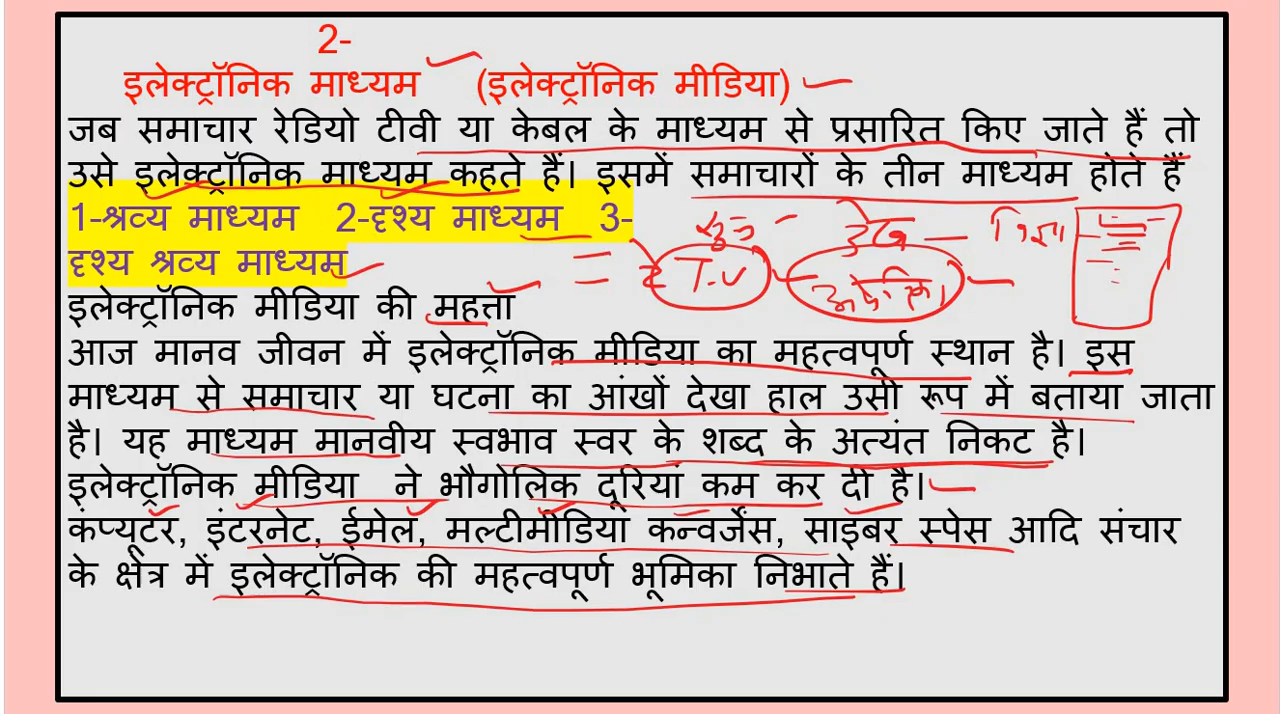 2-
इलेक्ट्रॉनिक माध्यम (इलेक्ट्रॉनिक मीडिया)
जब समाचार रेडियो टीवी या केबल के माध्यम से प्रसारित किए जाते हैं तो
उसे इलेक्ट्रॉनिक माध्यम कहते हैं। इसमें समाचारों के तीन माध्यम होते हैं
1-श्रव्य माध्यम 2-दृश्य माध्यम 3-
दृश्य श्रव्य माध्यम
T.V
इलेक्ट्रॉनिक मीडिया की महत्ता
आज मानव जीवन में इलेक्ट्रॉनिक मीडिया का महत्वपूर्ण स्थान है। इस
माध्यम से समाचार या घटना का आंखों देखा हाल उसी रूप में बताया जाता
है। यह माध्यम मानवीय स्वभाव स्वर के शब्द के अत्यंत निकट है।
इलेक्ट्रॉनिक मीडिया ने भौगोलिक दूरियां कम कर दी है।
कंप्यूटर, इंटरनेट, ईमेल, मल्टीमीडिया कन्वर्जेंस, साइबर स्पेस आदि संचार
के क्षेत्र में इलेक्ट्रॉनिक की महत्वपूर्ण भूमिका निभाते हैं।